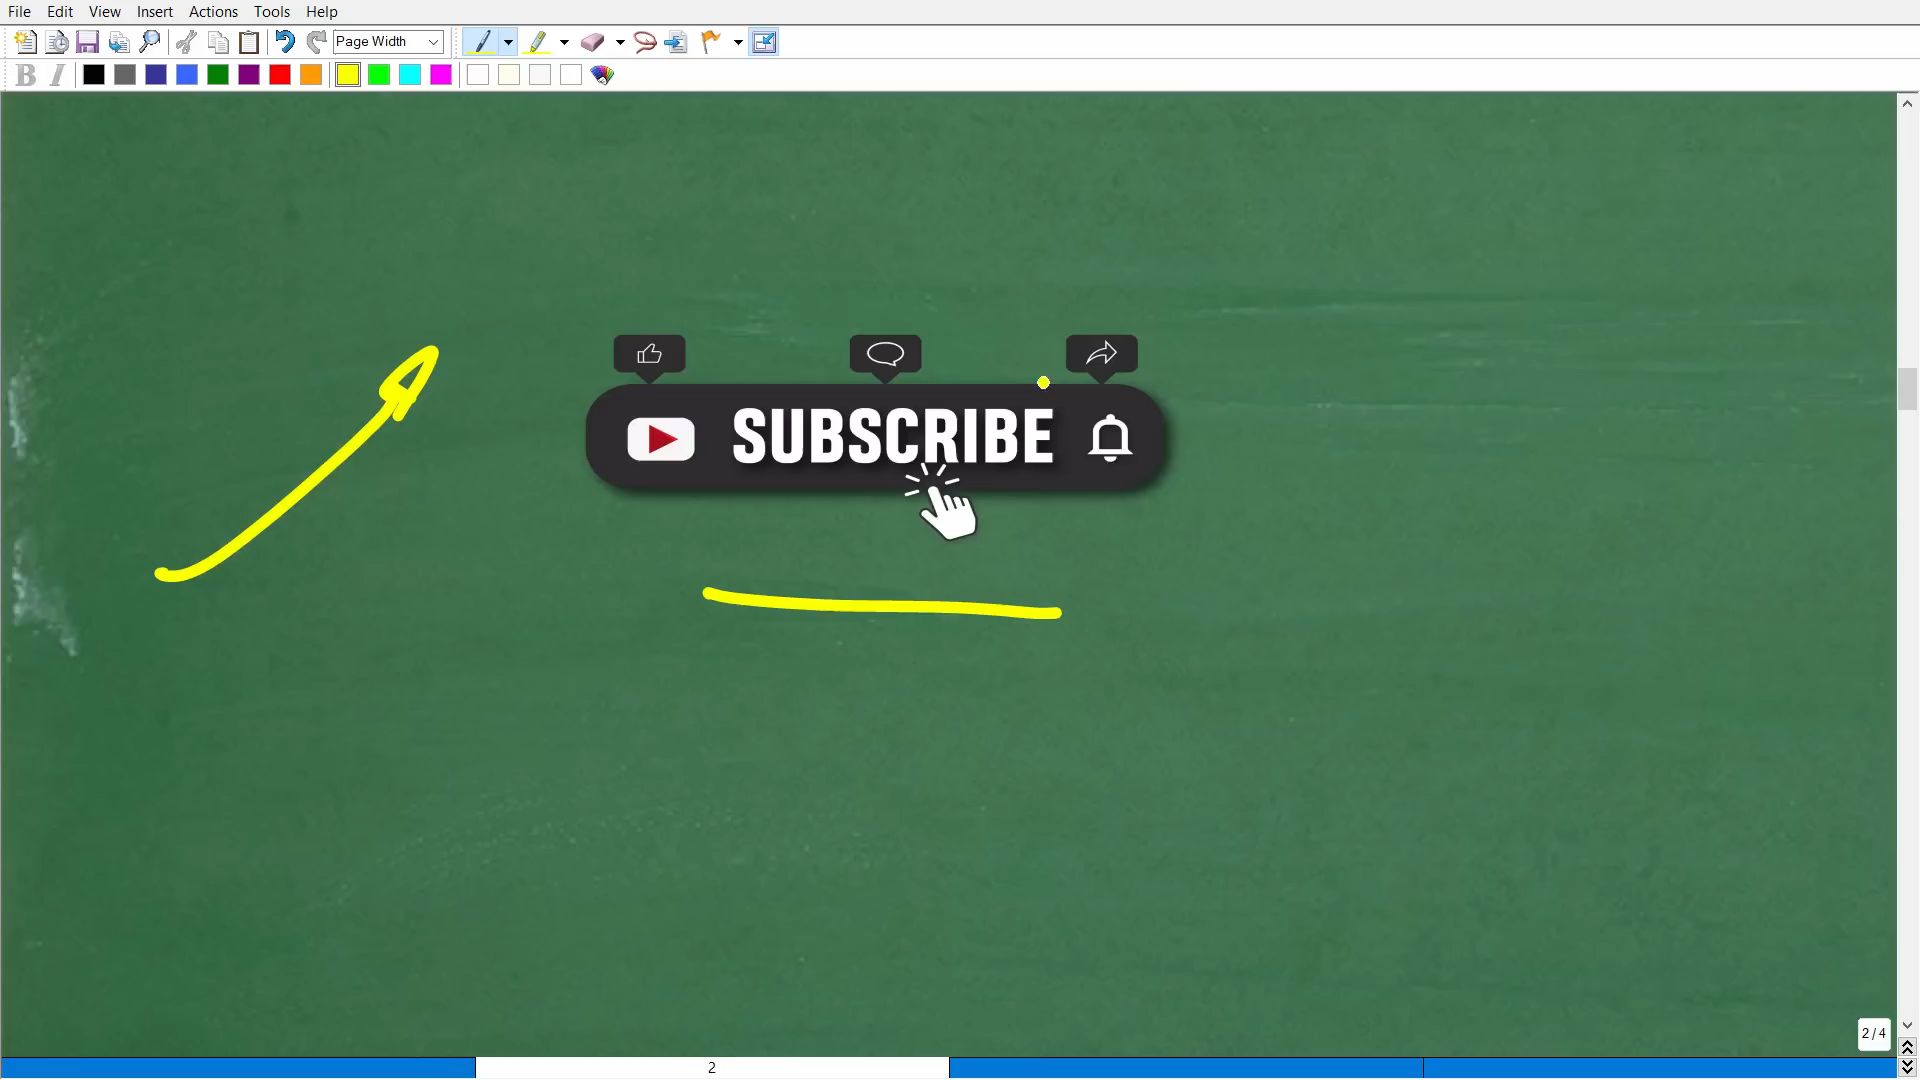 File Edit View Insert Actions Tools Help
Page Width
B I
SUBSCRIBE
2 / 4
2